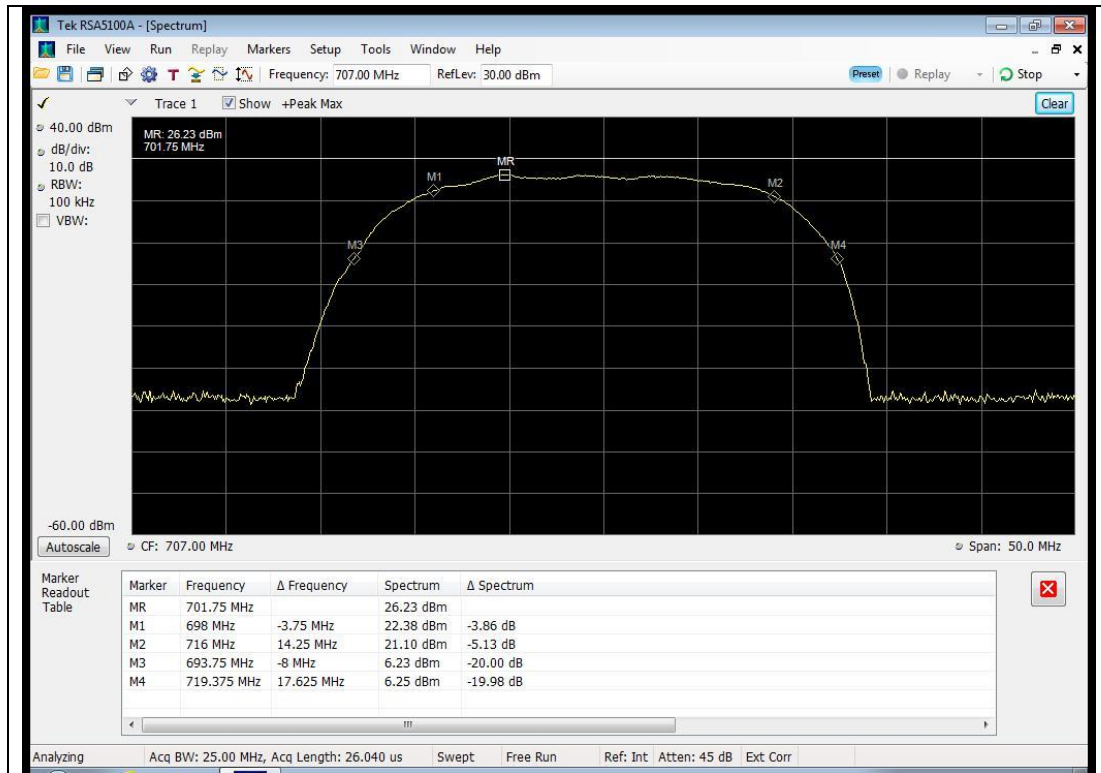 Tek RSA5100A - [Spectrum]
File View Run Replay Markers Setup Tools Window Help
T Frequency: 707.00 MHz RefLev: 30.00 dBm Preset Replay Stop
Trace 1 Show +Peak Max Clear
40.00 dBm
dB/div:
10.0 dB
RBW:
100 kHz
VBW:
MR: 26.23 dBm
701.75 MHz
MR
M1
M2
M3
M4
-60.00 dBm
Autoscale CF: 707.00 MHz Span: 50.0 MHz
Marker
Readout
Table
Marker Frequency Δ Frequency Spectrum Δ Spectrum
MR 701.75 MHz 26.23 dBm
M1 698 MHz -3.75 MHz 22.38 dBm -3.86 dB
M2 716 MHz 14.25 MHz 21.10 dBm -5.13 dB
M3 693.75 MHz -8 MHz 6.23 dBm -20.00 dB
M4 719.375 MHz 17.625 MHz 6.25 dBm -19.98 dB
Analyzing Acq BW: 25.00 MHz, Acq Length: 26.040 us Swept Free Run Ref: Int Atten: 45 dB Ext Corr